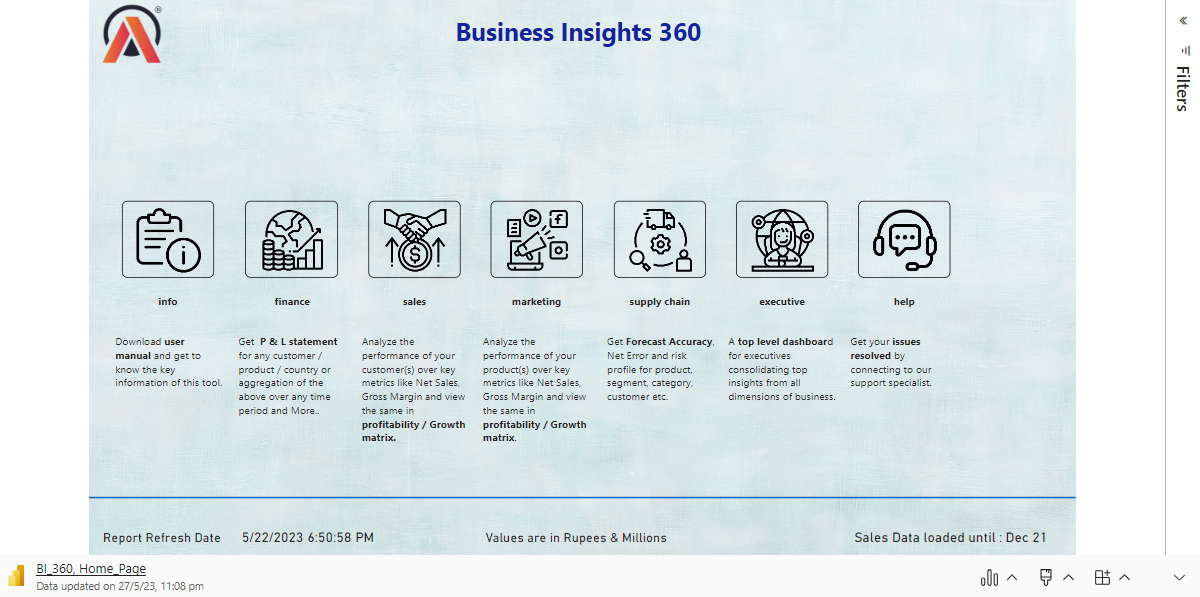 ®
Business Insights 360
«
Filters
info
finance
sales
marketing
supply chain
executive
help
Download user
manual and get to
know the key
information of this tool.
Get P & L statement
for any customer /
product / country or
aggregation of the
above over any time
period and More..
Analyze the
performance of your
customer(s) over key
metrics like Net Sales,
Gross Margin and view
the same in
profitability / Growth
matrix.
Analyze the
performance of your
product(s) over key
metrics like Net Sales,
Gross Margin and view
the same in
profitability / Growth
matrix.
Get Forecast Accuracy,
Net Error and risk
profile for product,
segment, category,
customer etc.
A top level dashboard
for executives
consolidating top
insights from all
dimensions of business.
Get your issues
resolved by
connecting to our
support specialist.
Report Refresh Date 5/22/2023 6:50:58 PM
Values are in Rupees & Millions
Sales Data loaded until : Dec 21
BI_360, Home_Page
Data updated on 27/5/23, 11:08 pm